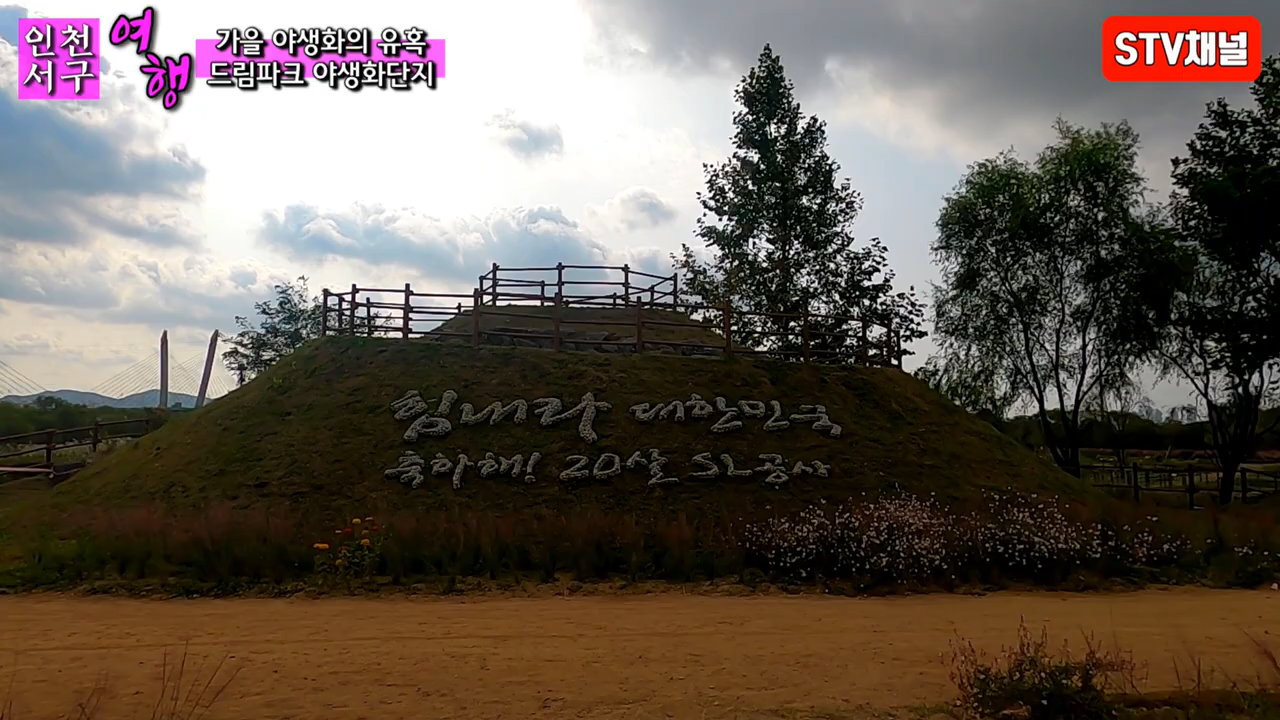 인천
서구
여행
가을 야생화의 유혹
드림파크 야생화단지
STV채널
힘내라 대한민국
축하해! 20살 SL공사